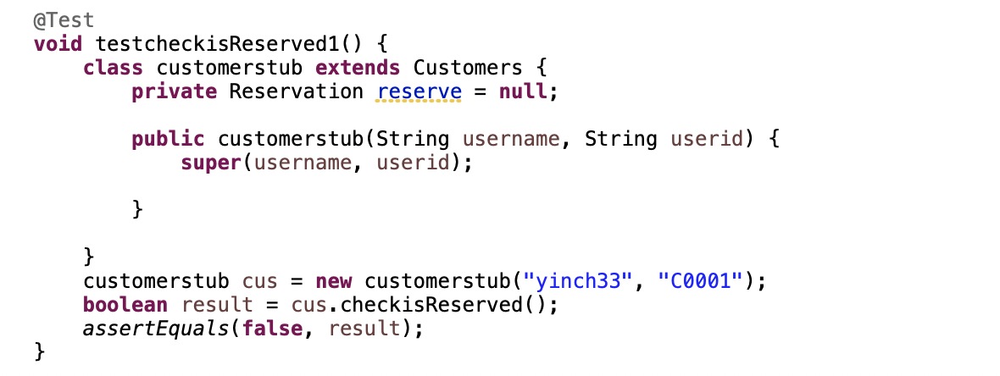 @Test
void testcheckisReserved1() {
    class customerstub extends Customers {
        private Reservation reserve = null;

        public customerstub(String username, String userid) {
            super(username, userid);

        }

    }
    customerstub cus = new customerstub("yinch33", "C0001");
    boolean result = cus.checkisReserved();
    assertEquals(false, result);
}